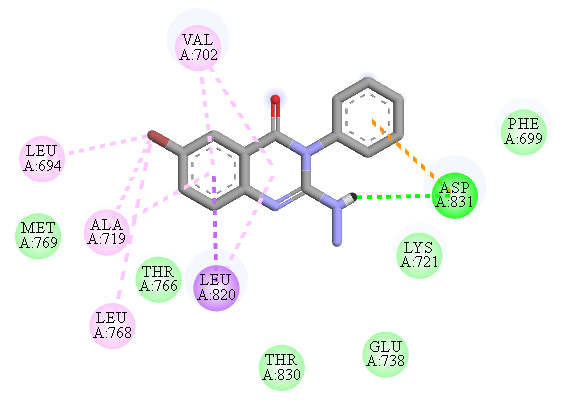 VAL
A:702
PHE
A:699
LEU
A:694
ASP
A:831
MET
A:769
ALA
A:719
LYS
A:721
THR
A:766
LEU
A:820
LEU
A:768
GLU
A:738
THR
A:830